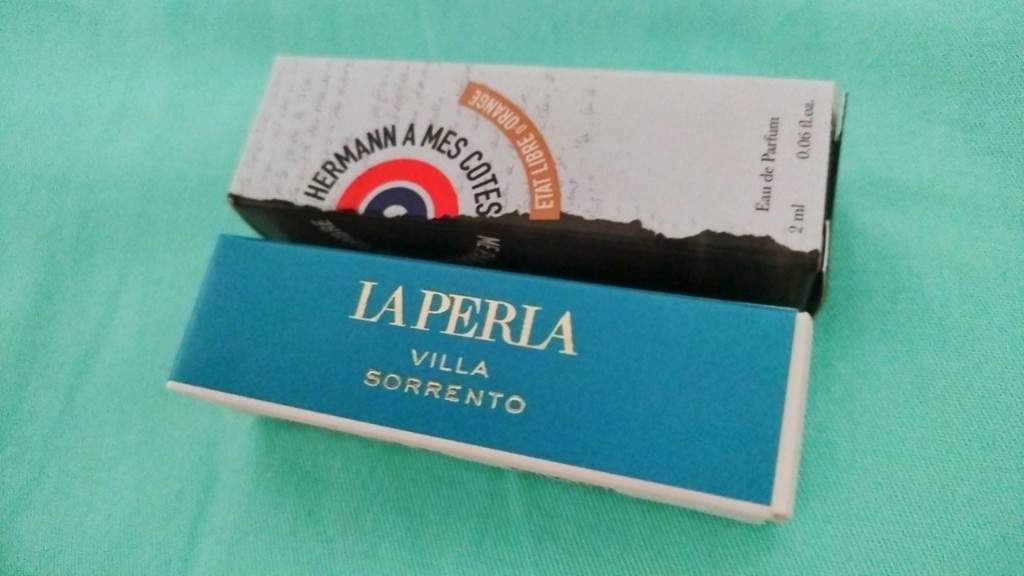 HERMANN A MES COTES
ETAT LIBRE D'ORANGE
Eau de Parfum
2 ml 0.06 fl.oz.
LA PERLA
VILLA
SORRENTO